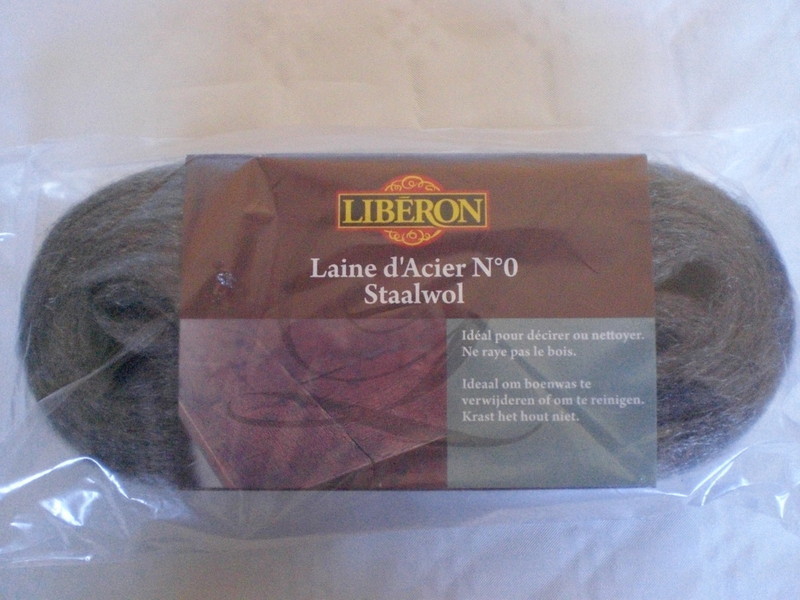 LIBĒRON
Laine d'Acier N°0
Staalwol
Idéal pour décirer ou nettoyer.
Ne raye pas le bois.
Ideaal om boenwas te
verwijderen of om te reinigen.
Krast het hout niet.